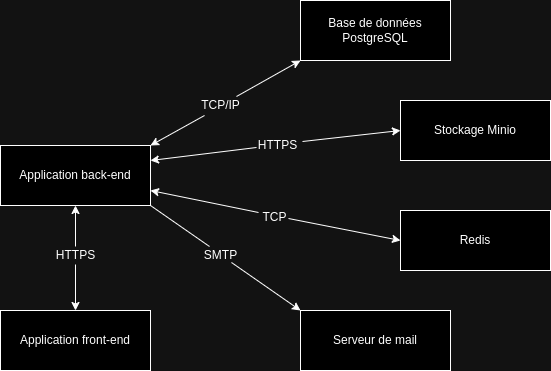 Base de données
PostgreSQL
TCP/IP
Stockage Minio
HTTPS
Application back-end
TCP
Redis
HTTPS
SMTP
Application front-end
Serveur de mail